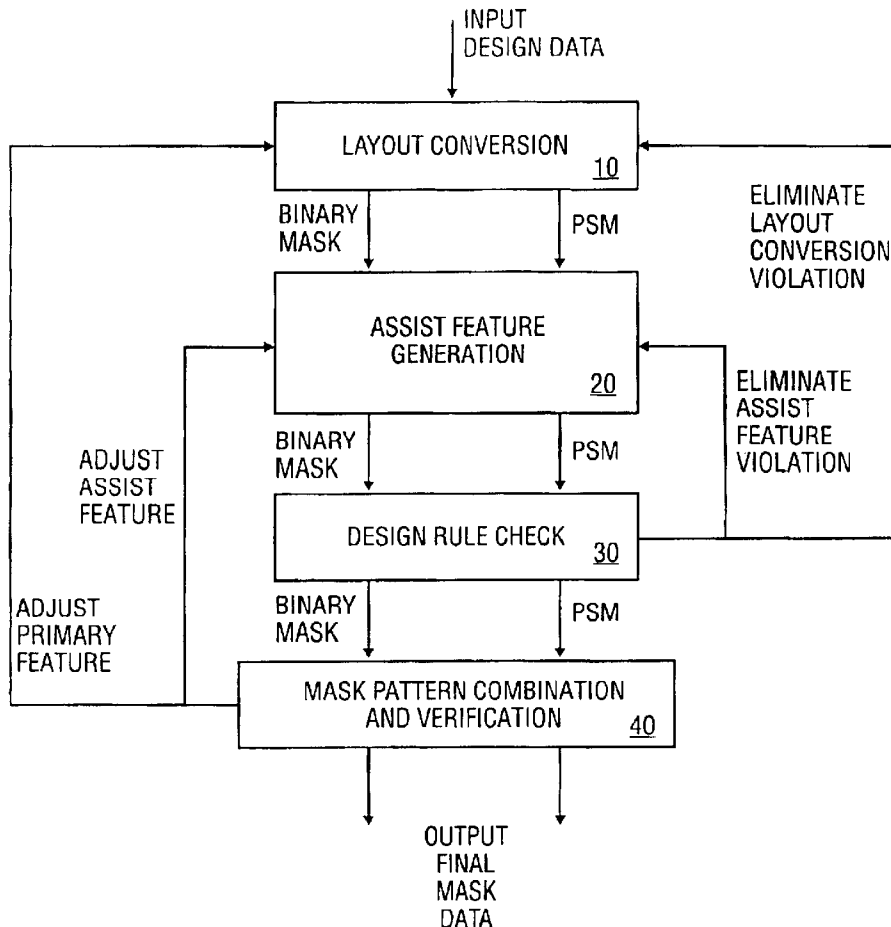 INPUT
DESIGN DATA
LAYOUT CONVERSION
10
BINARY
MASK
PSM
ELIMINATE
LAYOUT
CONVERSION
VIOLATION
ASSIST FEATURE
GENERATION
20
ELIMINATE
ASSIST
FEATURE
VIOLATION
ADJUST
ASSIST
FEATURE
BINARY
MASK
PSM
DESIGN RULE CHECK
30
ADJUST
PRIMARY
FEATURE
BINARY
MASK
PSM
MASK PATTERN COMBINATION
AND VERIFICATION
40
OUTPUT
FINAL
MASK
DATA